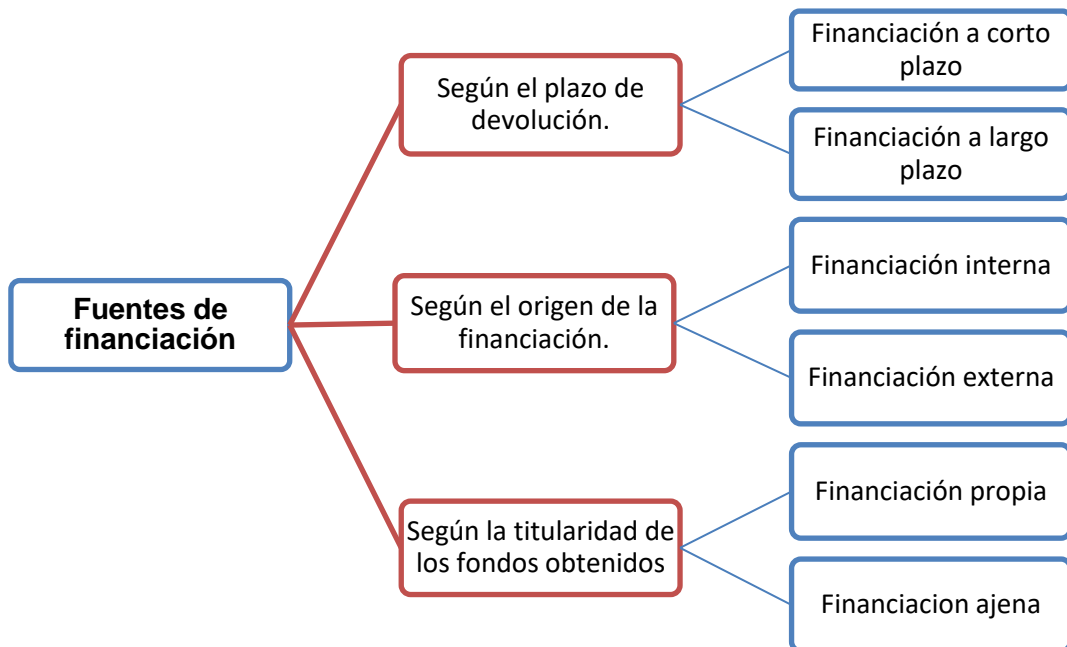 Fuentes de
financiación
Según el plazo de
devolución.
Financiación a corto
plazo
Financiación a largo
plazo
Según el origen de la
financiación.
Financiación interna
Financiación externa
Según la titularidad de
los fondos obtenidos
Financiación propia
Financiacion ajena